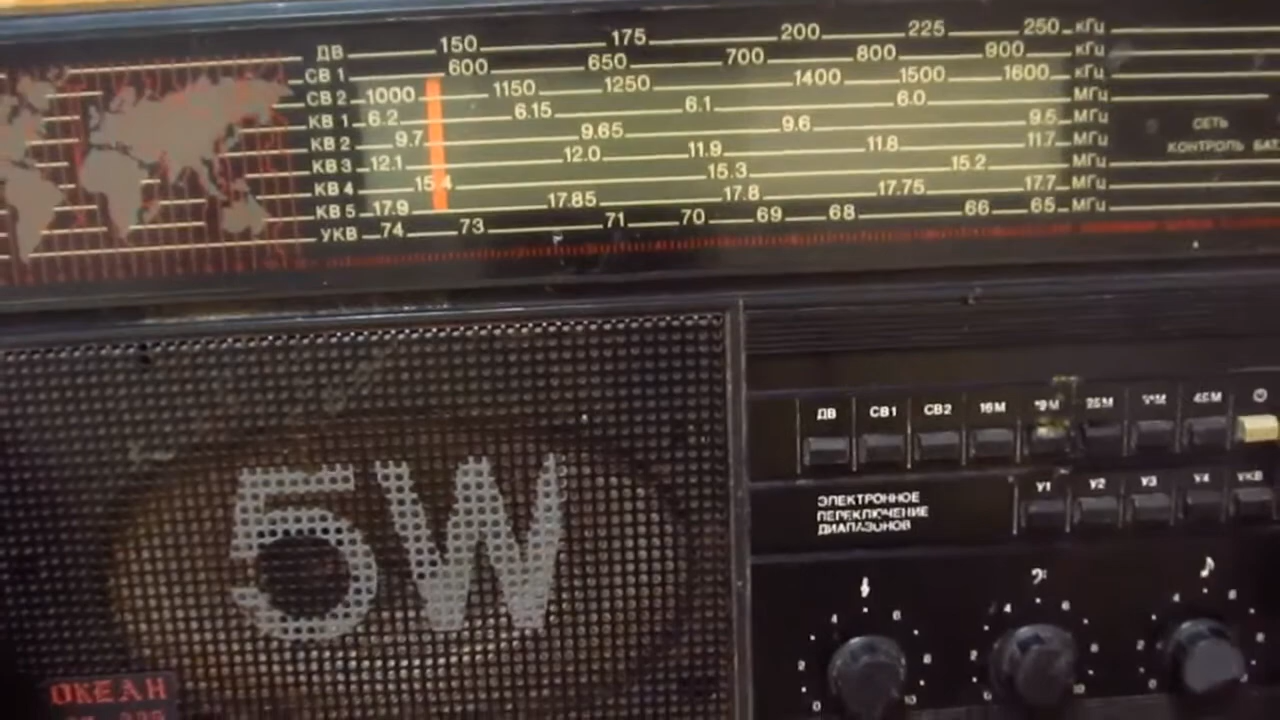 ДВ 150 175 200 225 250 кГц
СВ 1 600 650 700 800 900 кГц
СВ 2 1000 1150 1250 1400 1500 1600 кГц
КВ 1 6.2 6.15 6.1 6.0 МГц
КВ 2 9.7 9.65 9.6 9.5 МГц
КВ 3 12.1 12.0 11.9 11.8 11.7 МГц
КВ 4 15.4 15.3 15.2 МГц
КВ 5 17.9 17.85 17.8 17.75 17.7 МГц
УКВ 74 73 71 70 69 68 66 65 МГц
СЕТЬ
КОНТРОЛЬ БАТ
ДВ СВ1 СВ2 16М 25М
У1 У2 У3 У4 УКВ
ЭЛЕКТРОННОЕ
ПЕРЕКЛЮЧЕНИЕ
ДИАПАЗОНОВ
5W
ОКЕАН